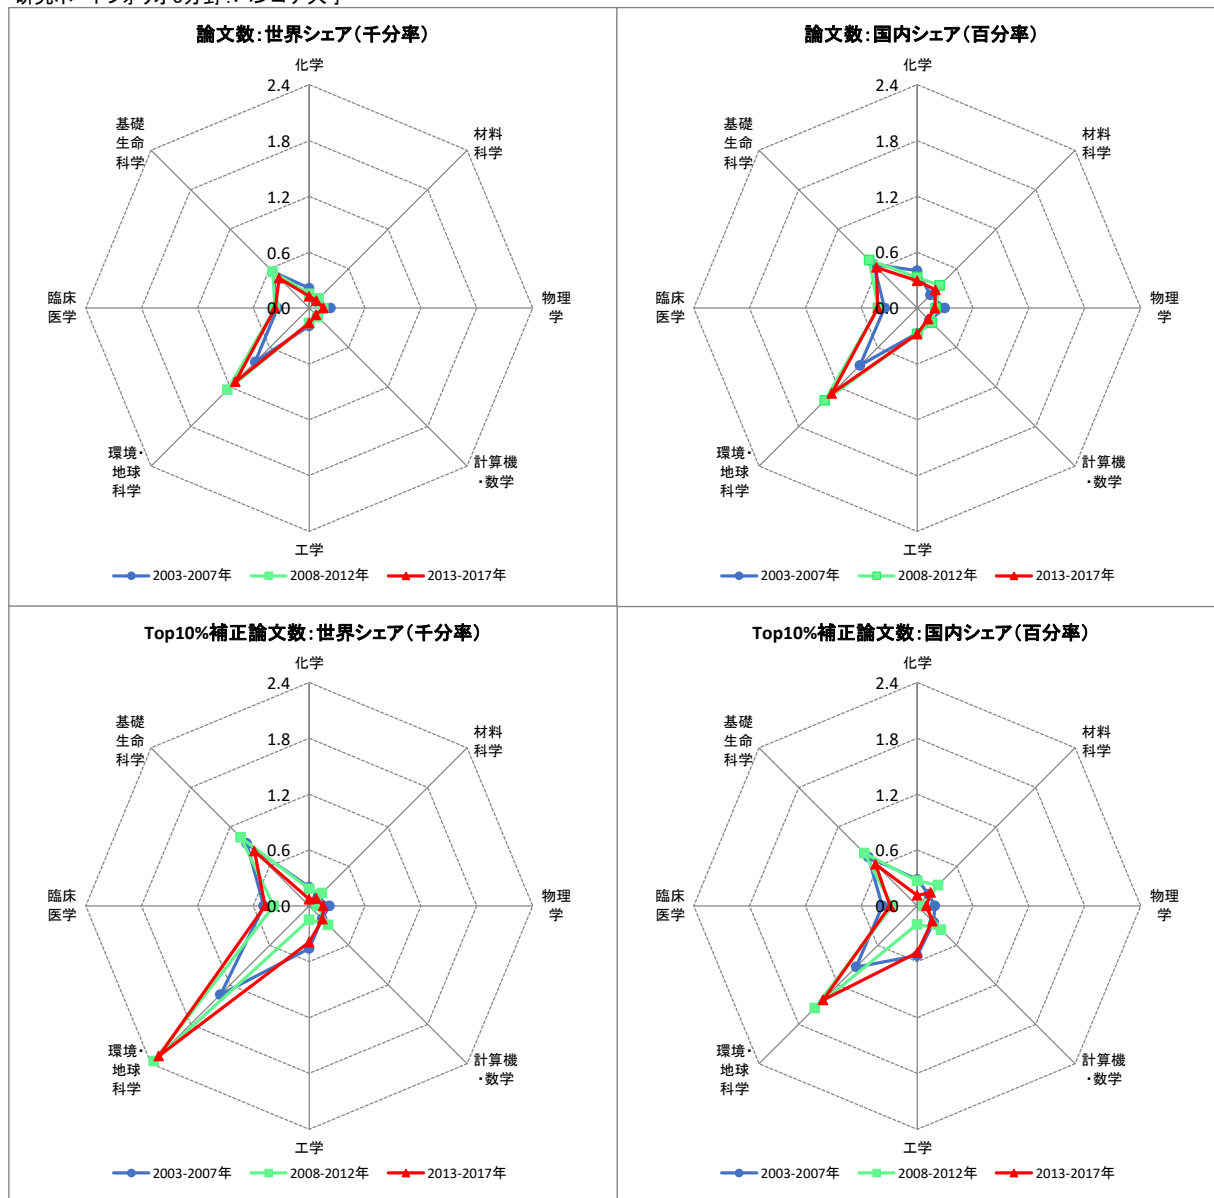 論文数：世界シェア（千分率）
化学
2.4
1.8
1.2
0.6
0.0
材料
科学
物理
学
計算機
・数学
工学
環境・
地球
科学
臨床
医学
基礎
生命
科学
2003-2007年
2008-2012年
2013-2017年
論文数：国内シェア（百分率）
化学
2.4
1.8
1.2
0.6
0.0
材料
科学
物理
学
計算機
・数学
工学
環境・
地球
科学
臨床
医学
基礎
生命
科学
2003-2007年
2008-2012年
2013-2017年
Top10%補正論文数：世界シェア（千分率）
化学
2.4
1.8
1.2
0.6
0.0
材料
科学
物理
学
計算機
・数学
工学
環境・
地球
科学
臨床
医学
基礎
生命
科学
2003-2007年
2008-2012年
2013-2017年
Top10%補正論文数：国内シェア（百分率）
化学
2.4
1.8
1.2
0.6
0.0
材料
科学
物理
学
計算機
・数学
工学
環境・
地球
科学
臨床
医学
基礎
生命
科学
2003-2007年
2008-2012年
2013-2017年